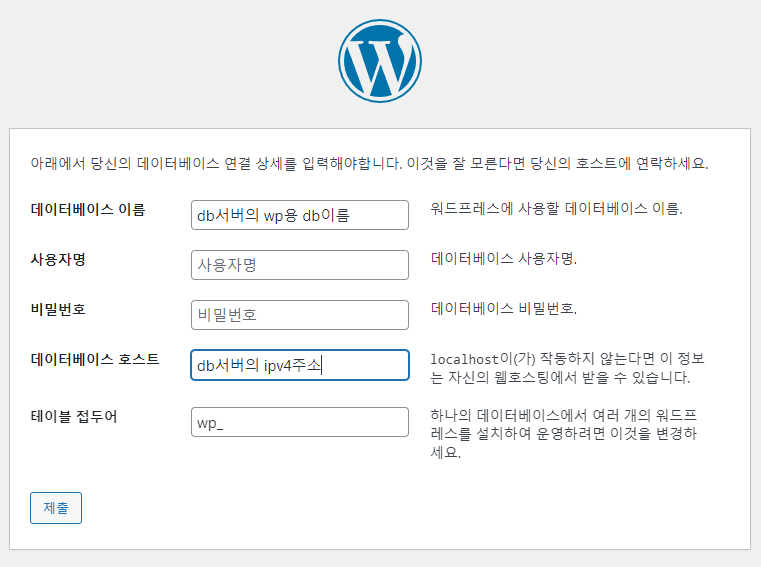 아래에서 당신의 데이터베이스 연결 상세를 입력해야합니다. 이것을 잘 모른다면 당신의 호스트에 연락하세요.
데이터베이스 이름
db서버의 wp용 db이름
워드프레스에 사용할 데이터베이스 이름.
사용자명
사용자명
데이터베이스 사용자명.
비밀번호
비밀번호
데이터베이스 비밀번호.
데이터베이스 호스트
db서버의 ipv4주소
localhost이(가) 작동하지 않는다면 이 정보
는 자신의 웹호스팅에서 받을 수 있습니다.
테이블 접두어
wp_
하나의 데이터베이스에서 여러 개의 워드프
레스를 설치하여 운영하려면 이것을 변경하
세요.
제출